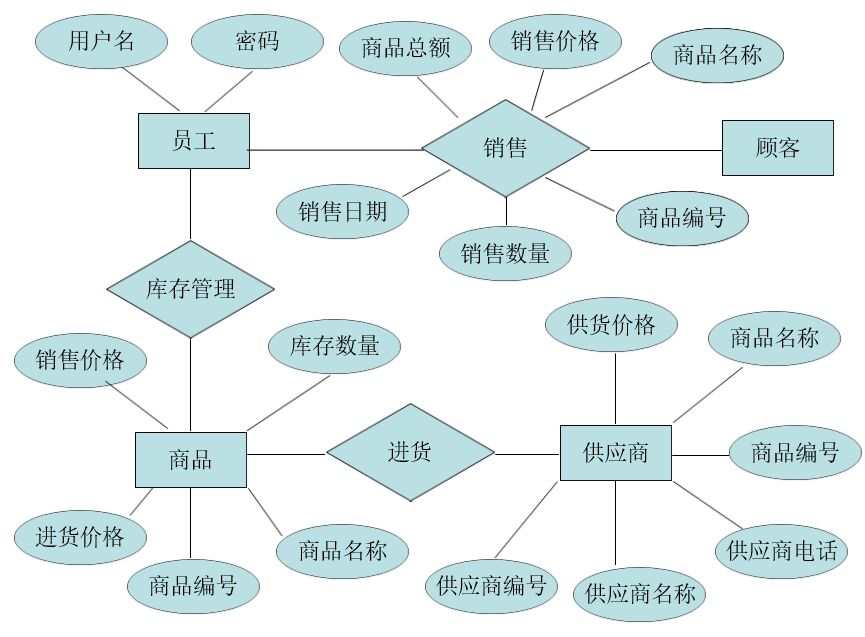 用户名
密码
商品总额
销售价格
商品名称
员工
销售
顾客
销售日期
商品编号
销售数量
库存管理
供货价格
商品名称
销售价格
库存数量
商品
进货
供应商
商品编号
进货价格
商品名称
供应商电话
商品编号
供应商编号
供应商名称